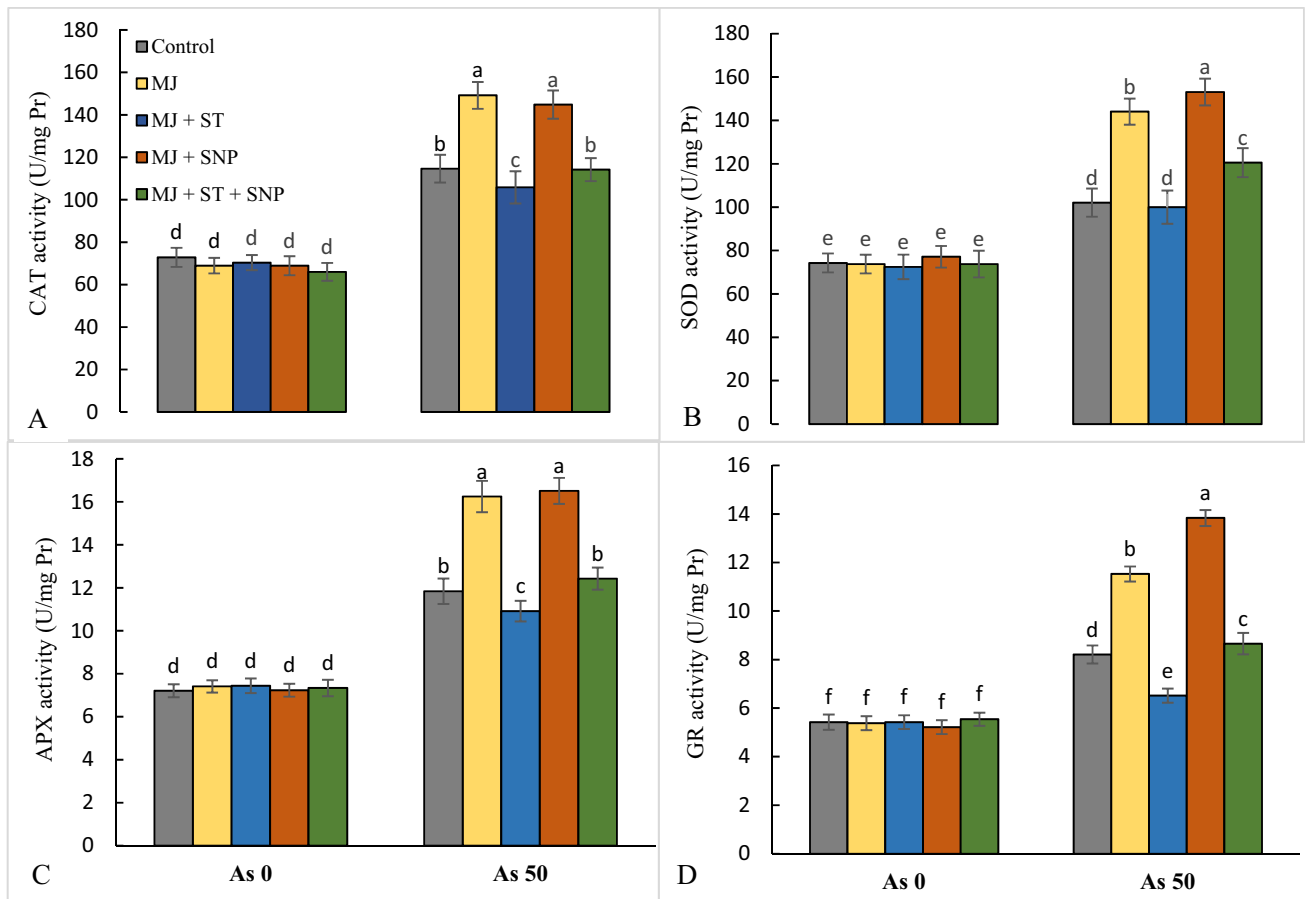 180
160
140
120
100
80
60
40
20
0
CAT activity (U/mg Pr)
Control
MJ
MJ + ST
MJ + SNP
MJ + ST + SNP
d d d d d
b a c a b
A
180
160
140
120
100
80
60
40
20
0
SOD activity (U/mg Pr)
e e e e e
d b d a c
B
18
16
14
12
10
8
6
4
2
0
APX activity (U/mg Pr)
d d d d d
b a c a b
As 0 As 50
C
16
14
12
10
8
6
4
2
0
GR activity (U/mg Pr)
f f f f f
d b e a c
As 0 As 50
D